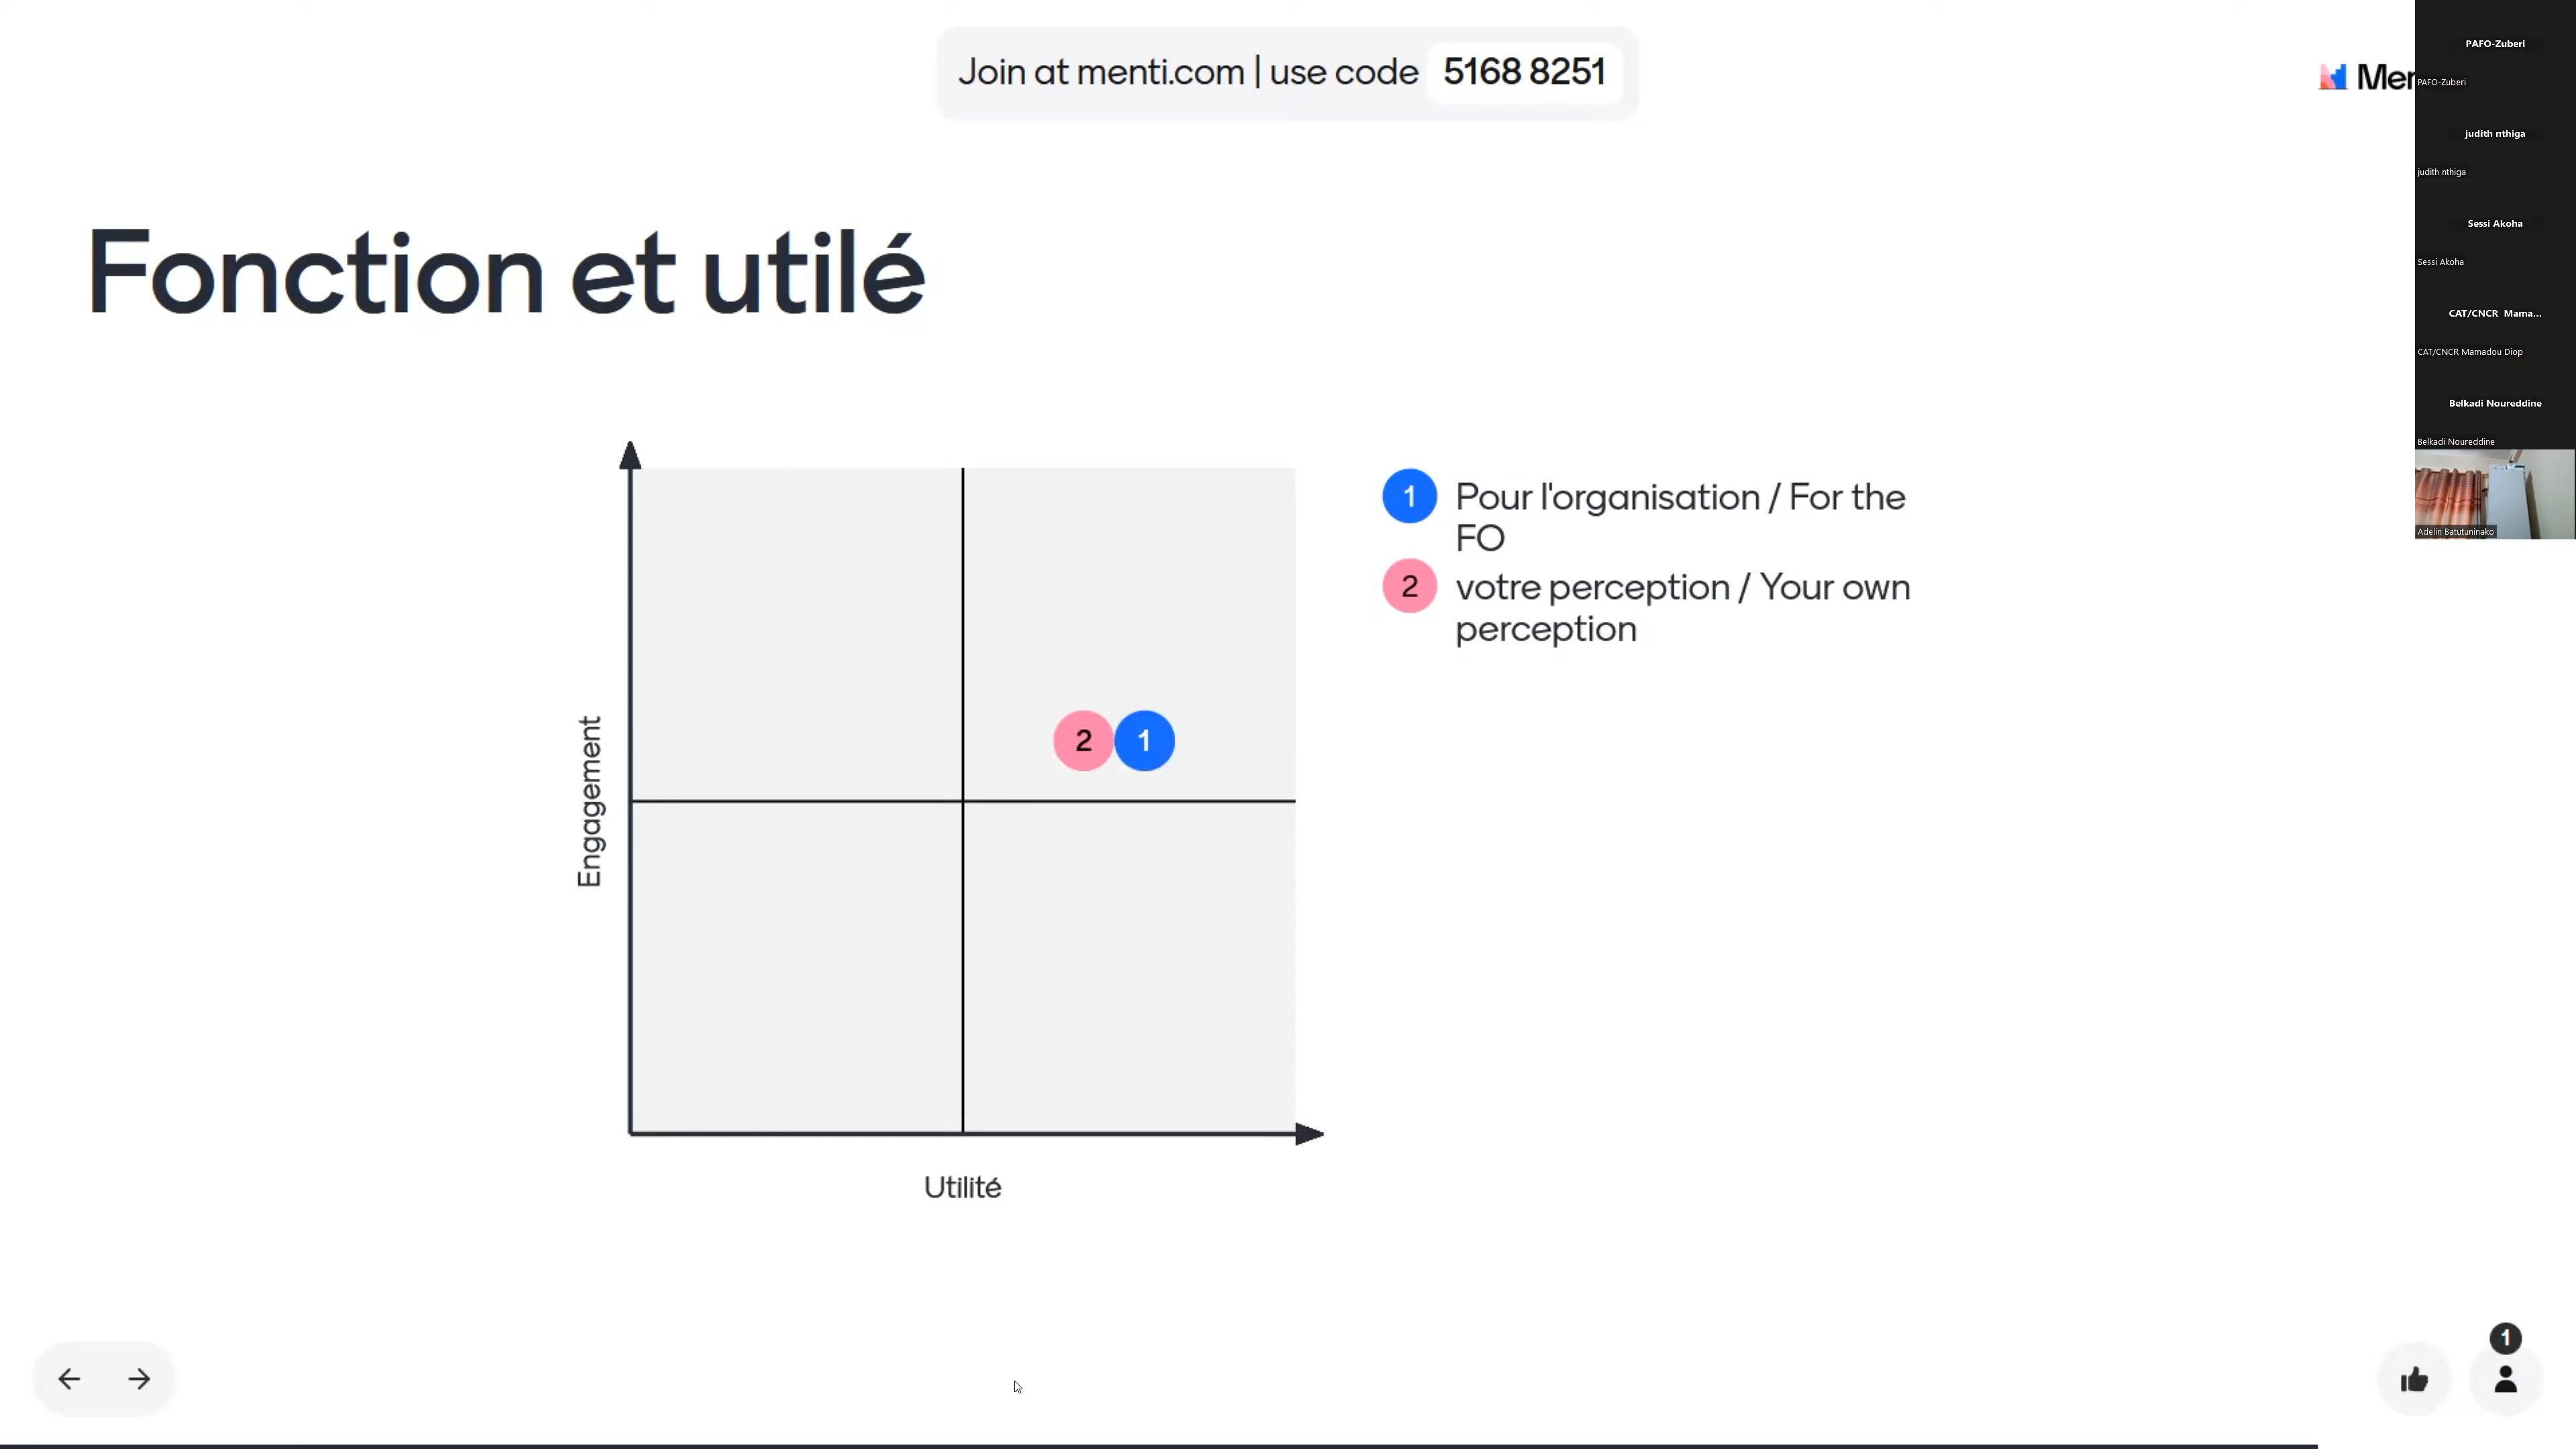 Join at menti.com | use code 5168 8251
Fonction et utilé
Engagement
Utilité
2
1
1 Pour l'organisation / For the
FO
2 votre perception / Your own
perception
1
PAFO-Zuberi
PAFO-Zuberi
judith nthiga
judith nthiga
Sessi Akoha
Sessi Akoha
CAT/CNCR Mama...
CAT/CNCR Mamadou Diop
Belkadi Noureddine
Belkadi Noureddine
Adelin Batutuninako